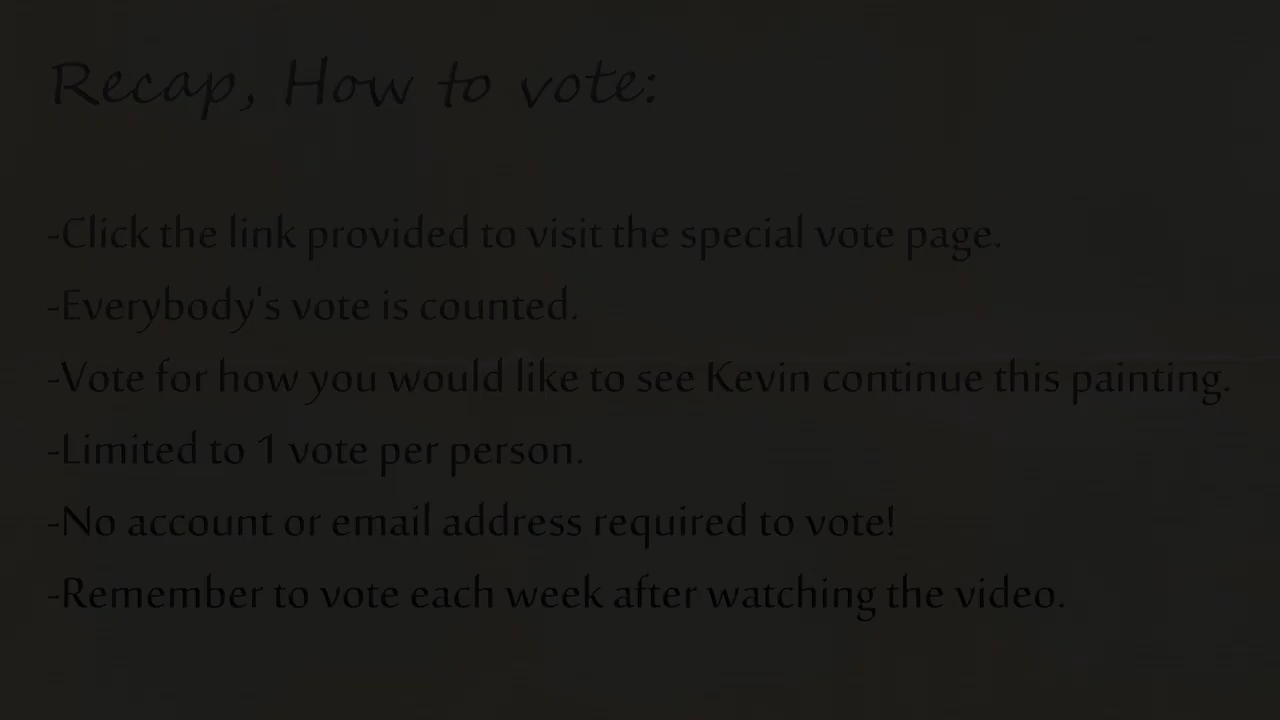 Recap, How to vote:
-Click the link provided to visit the special vote page.
-Everybody's vote is counted.
-Vote for how you would like to see Kevin continue this painting.
-Limited to 1 vote per person.
-No account or email address required to vote!
-Remember to vote each week after watching the video.